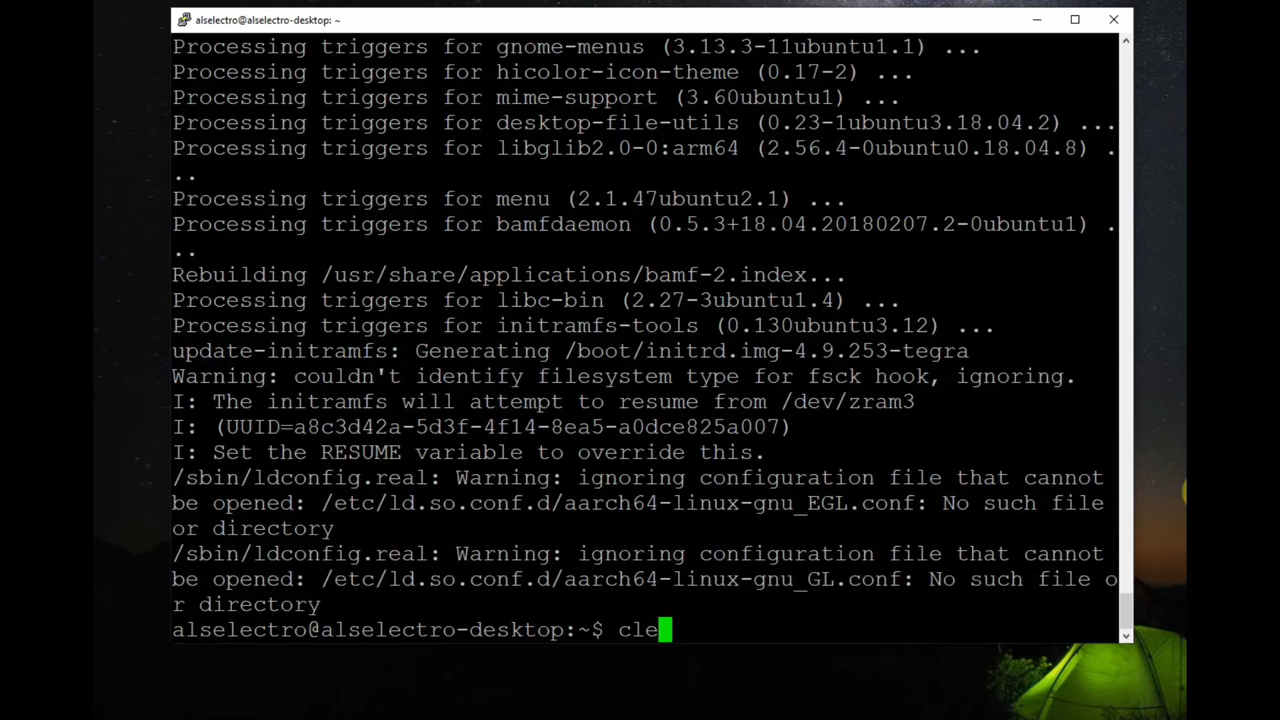 alselectro@alselectro-desktop: ~
Processing triggers for gnome-menus (3.13.3-11ubuntu1.1) ...
Processing triggers for hicolor-icon-theme (0.17-2) ...
Processing triggers for mime-support (3.60ubuntu1) ...
Processing triggers for desktop-file-utils (0.23-1ubuntu3.18.04.2) ...
Processing triggers for libglib2.0-0:arm64 (2.56.4-0ubuntu0.18.04.8) .
..
Processing triggers for menu (2.1.47ubuntu2.1) ...
Processing triggers for bamfdaemon (0.5.3+18.04.20180207.2-0ubuntu1) .
..
Rebuilding /usr/share/applications/bamf-2.index...
Processing triggers for libc-bin (2.27-3ubuntu1.4) ...
Processing triggers for initramfs-tools (0.130ubuntu3.12) ...
update-initramfs: Generating /boot/initrd.img-4.9.253-tegra
Warning: couldn't identify filesystem type for fsck hook, ignoring.
I: The initramfs will attempt to resume from /dev/zram3
I: (UUID=a8c3d42a-5d3f-4f14-8ea5-a0dce825a007)
I: Set the RESUME variable to override this.
/sbin/ldconfig.real: Warning: ignoring configuration file that cannot
be opened: /etc/ld.so.conf.d/aarch64-linux-gnu_EGL.conf: No such file
or directory
/sbin/ldconfig.real: Warning: ignoring configuration file that cannot
be opened: /etc/ld.so.conf.d/aarch64-linux-gnu_GL.conf: No such file o
r directory
alselectro@alselectro-desktop:~$ cle